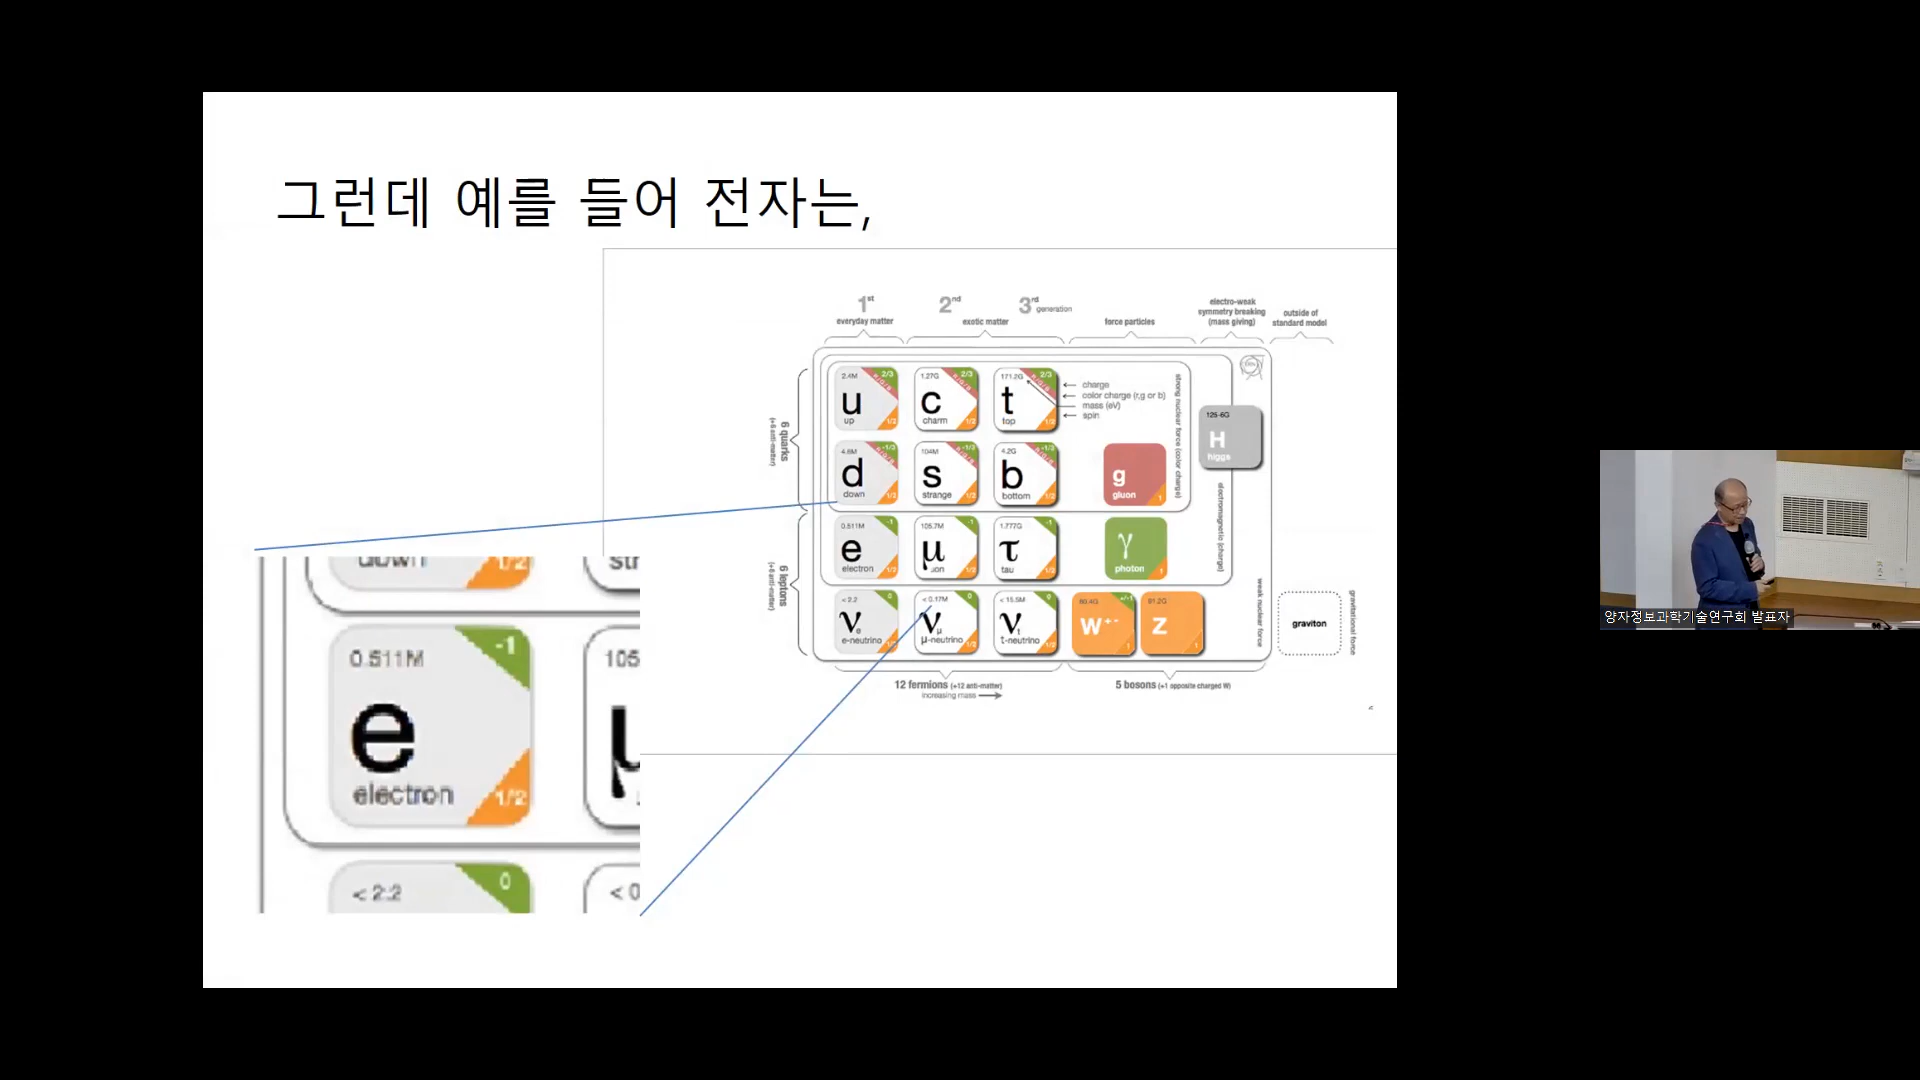 그런데 예를 들어 전자는,
1st
everyday matter
2nd
3rd generation
exotic matter
force particles
electro-weak
symmetry breaking
(mass giving)
outside of
standard model
6 quarks
(+6 anti-matter)
2.4M
2/3
u
up
1/2
1.27G
2/3
c
charm
1/2
171.2G
2/3
t
top
1/2
charge
color charge (r,g or b)
mass (eV)
spin
strong nuclear force (color charge)
125-6G
H
higgs
4.8M
-1/3
d
down
1/2
104M
-1/3
s
strange
1/2
4.2G
-1/3
b
bottom
1/2
g
gluon
1
electromagnetic (charge)
6 leptons
(+6 anti-matter)
0.511M
-1
e
electron
1/2
105.7M
-1
μ
uon
1/2
1.777G
-1
τ
tau
1/2
γ
photon
1
weak nuclear force
< 2.2
0
νe
e-neutrino
1/2
< 0.17M
0
νμ
μ-neutrino
1/2
< 15.5M
0
νt
t-neutrino
1/2
80.4G
+/-1
W+-
1
91.2G
Z
1
graviton
gravitational force
12 fermions (+12 anti-matter)
increasing mass
5 bosons (+1 opposite charged W)
down
1/2
str
0.511M
-1
105
e
μ
electron
1/2
< 2.2
0
< 0
양자정보과학기술연구회 발표자